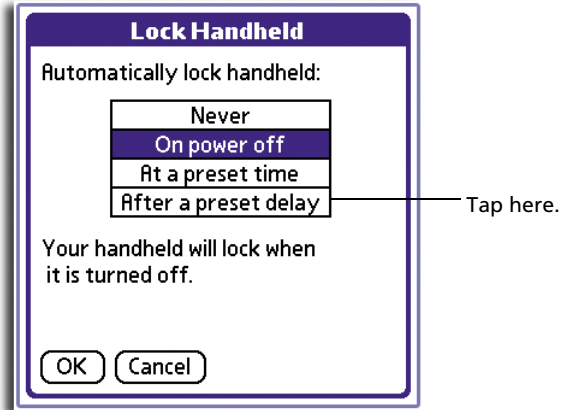 Lock Handheld
Automatically lock handheld:
Never
On power off
At a preset time
After a preset delay
Tap here.
Your handheld will lock when
it is turned off.
OK Cancel